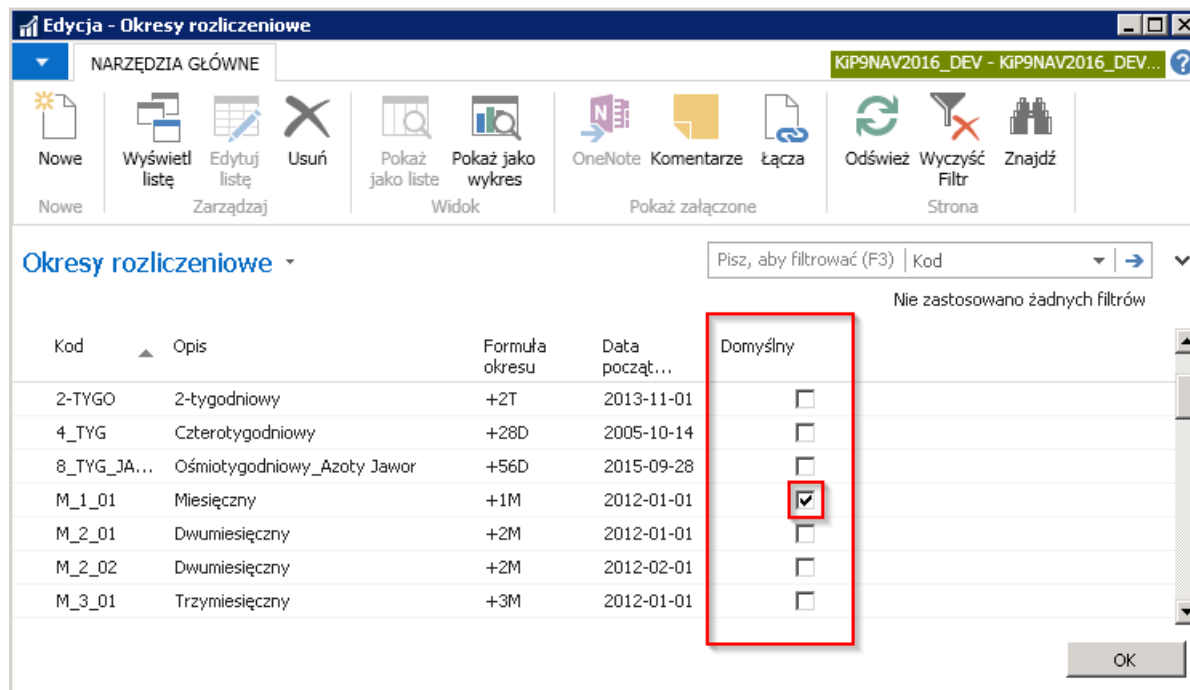 Edycja - Okresy rozliczeniowe
NARZĘDZIA GŁÓWNE
KiP9NAV2016_DEV - KiP9NAV2016_DEV...
Nowe
Wyświetl listę
Edytuj listę
Usuń
Pokaż jako liste
Pokaż jako wykres
OneNote
Komentarze
Łącza
Odśwież
Wyczyść Filtr
Znajdź
Nowe
Zarządzaj
Widok
Pokaż załączone
Strona
Okresy rozliczeniowe
Pisz, aby filtrować (F3) Kod
Nie zastosowano żadnych filtrów
Kod Opis Formuła okresu Data począt... Domyślny
2-TYGO 2-tygodniowy +2T 2013-11-01
4_TYG Czterotygodniowy +28D 2005-10-14
8_TYG_JA... Ośmiotygodniowy_Azoty Jawor +56D 2015-09-28
M_1_01 Miesięczny +1M 2012-01-01
M_2_01 Dwumiesięczny +2M 2012-01-01
M_2_02 Dwumiesięczny +2M 2012-02-01
M_3_01 Trzymiesięczny +3M 2012-01-01
OK